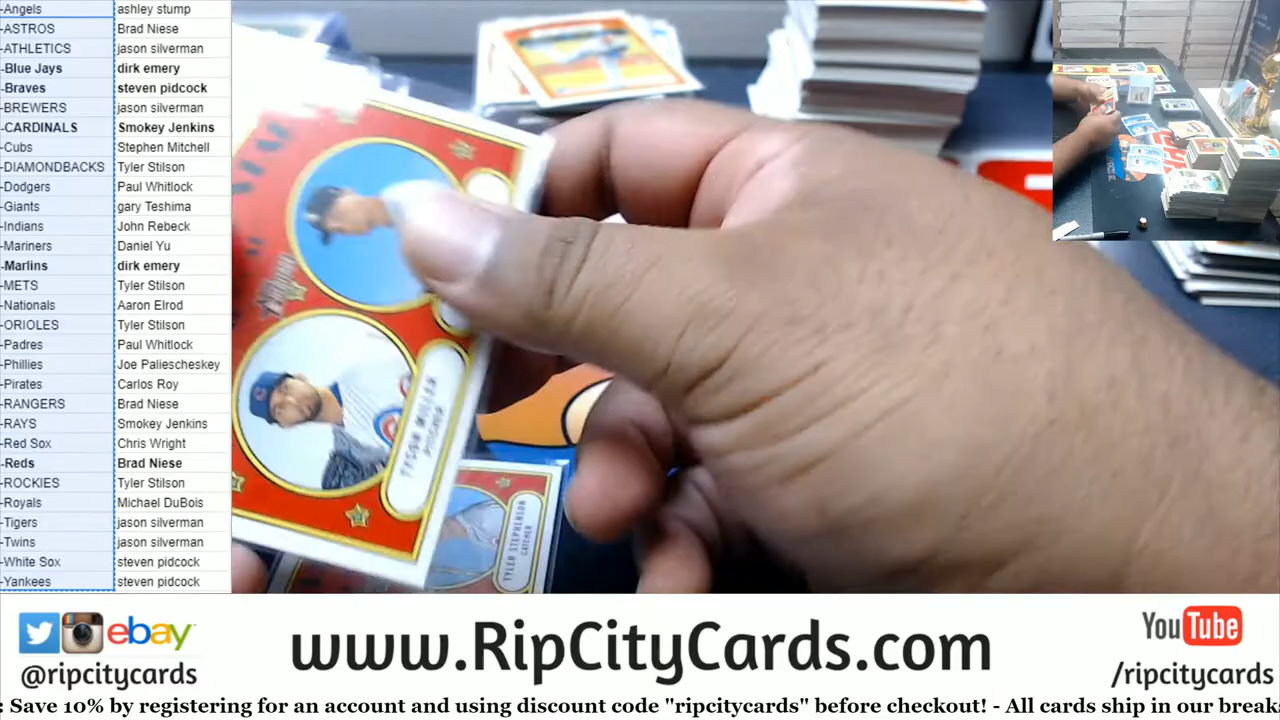 -Angels ashley stump
-ASTROS Brad Niese
-ATHLETICS jason silverman
-Blue Jays dirk emery
-Braves steven pidcock
-BREWERS jason silverman
-CARDINALS Smokey Jenkins
-Cubs Stephen Mitchell
-DIAMONDBACKS Tyler Stilson
-Dodgers Paul Whitlock
-Giants gary Teshima
-Indians John Rebeck
-Mariners Daniel Yu
-Marlins dirk emery
-METS Tyler Stilson
-Nationals Aaron Elrod
-ORIOLES Tyler Stilson
-Padres Paul Whitlock
-Phillies Joe Paliescheskey
-Pirates Carlos Roy
-RANGERS Brad Niese
-RAYS Smokey Jenkins
-Red Sox Chris Wright
-Reds Brad Niese
-ROCKIES Tyler Stilson
-Royals Michael DuBois
-Tigers jason silverman
-Twins jason silverman
-White Sox steven pidcock
-Yankees steven pidcock
TYSON MILLER
PITCHER
TYLER STEPHENSON
CATCHER
ebay
@ripcitycards
www.RipCityCards.com
YouTube
/ripcitycards
: Save 10% by registering for an account and using discount code "ripcitycards" before checkout! - All cards ship in our break